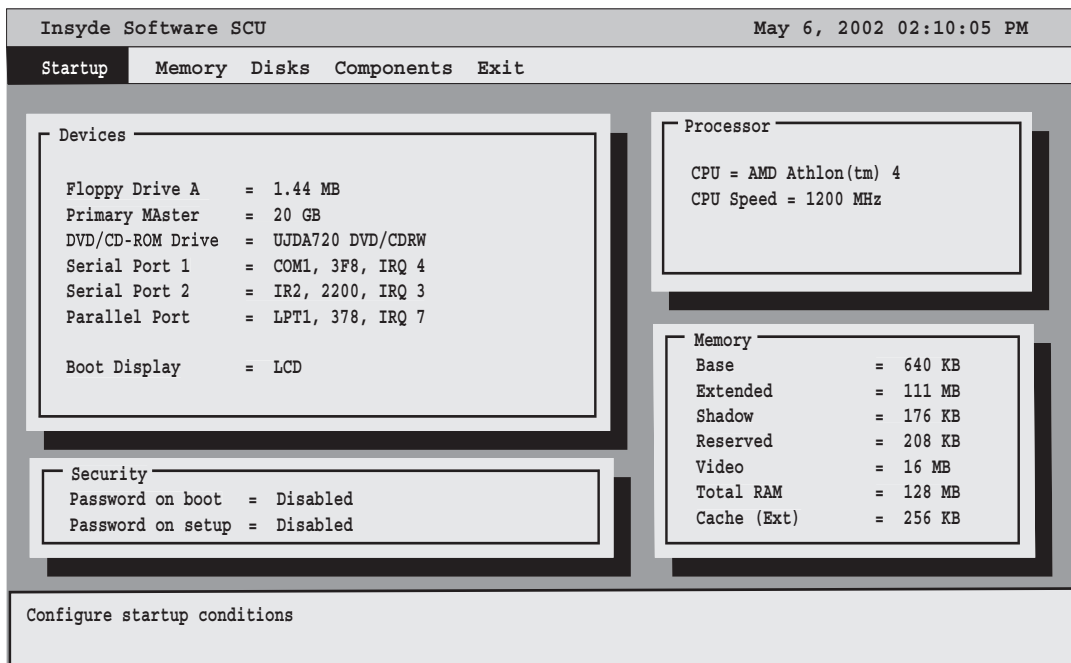 Insyde Software SCU May 6, 2002 02:10:05 PM
Startup Memory Disks Components Exit
Devices
Floppy Drive A = 1.44 MB
Primary MAster = 20 GB
DVD/CD-ROM Drive = UJDA720 DVD/CDRW
Serial Port 1 = COM1, 3F8, IRQ 4
Serial Port 2 = IR2, 2200, IRQ 3
Parallel Port = LPT1, 378, IRQ 7
Boot Display = LCD
Security
Password on boot = Disabled
Password on setup = Disabled
Processor
CPU = AMD Athlon(tm) 4
CPU Speed = 1200 MHz
Memory
Base = 640 KB
Extended = 111 MB
Shadow = 176 KB
Reserved = 208 KB
Video = 16 MB
Total RAM = 128 MB
Cache (Ext) = 256 KB
Configure startup conditions